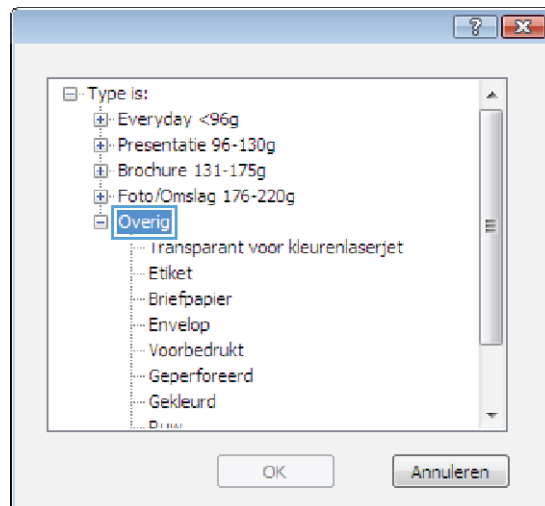 Type is:
Everyday <96g
Presentatie 96-130g
Brochure 131-175g
Foto/Omslag 176-220g
Overig
Transparant voor kleurenlaserjet
Etiket
Briefpapier
Envelop
Voorbedrukt
Geperforeerd
Gekleurd
OK Annuleren